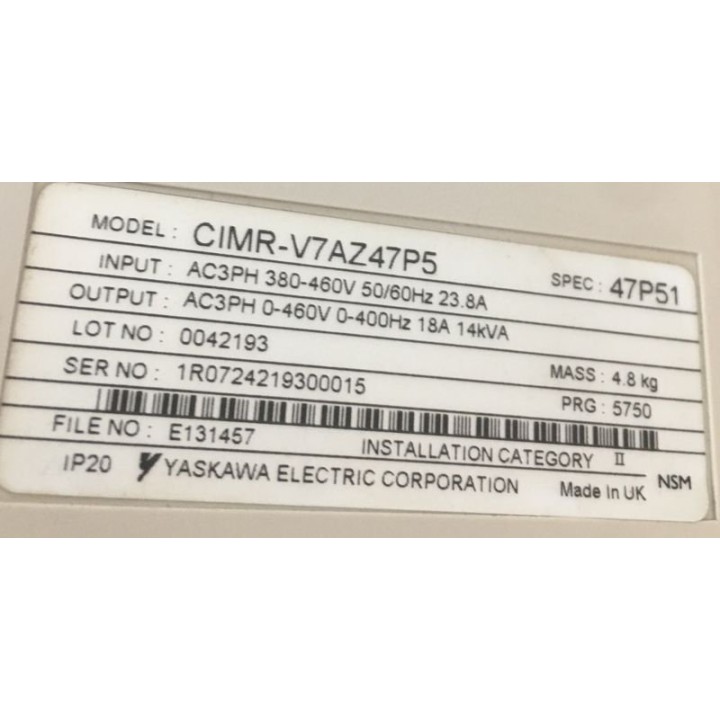 MODEL : CIMR-V7AZ47P5 SPEC : 47P51
INPUT : AC3PH 380-460V 50/60Hz 23.8A
OUTPUT : AC3PH 0-460V 0-400Hz 18A 14kVA
LOT NO : 0042193 MASS : 4.8 kg
SER NO : 1R0724219300015 PRG : 5750
FILE NO : E131457 INSTALLATION CATEGORY II
IP20 YASKAWA ELECTRIC CORPORATION Made In UK NSM